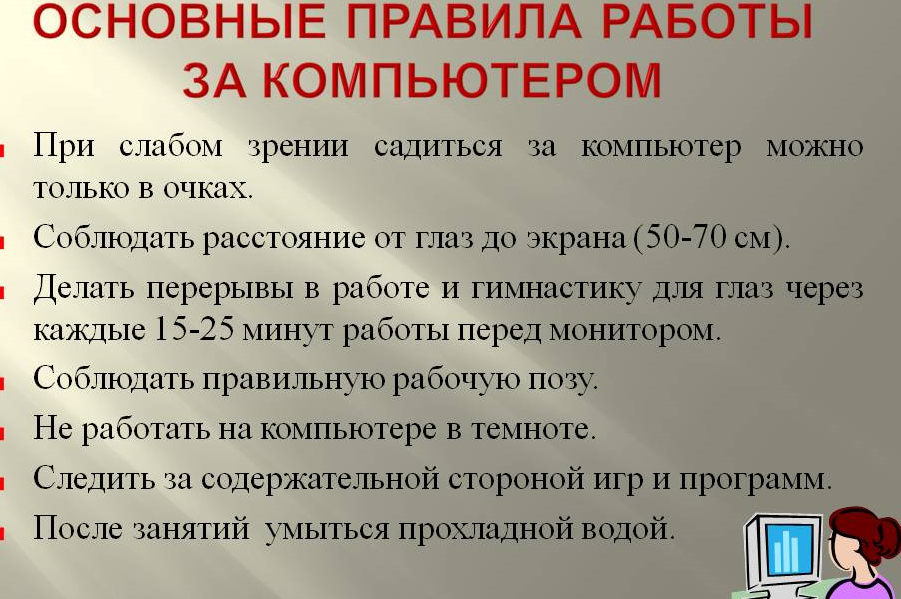 ОСНОВНЫЕ ПРАВИЛА РАБОТЫ
ЗА КОМПЬЮТЕРОМ
При слабом зрении садиться за компьютер можно
только в очках.
Соблюдать расстояние от глаз до экрана (50-70 см).
Делать перерывы в работе и гимнастику для глаз через
каждые 15-25 минут работы перед монитором.
Соблюдать правильную рабочую позу.
Не работать на компьютере в темноте.
Следить за содержательной стороной игр и программ.
После занятий умыться прохладной водой.